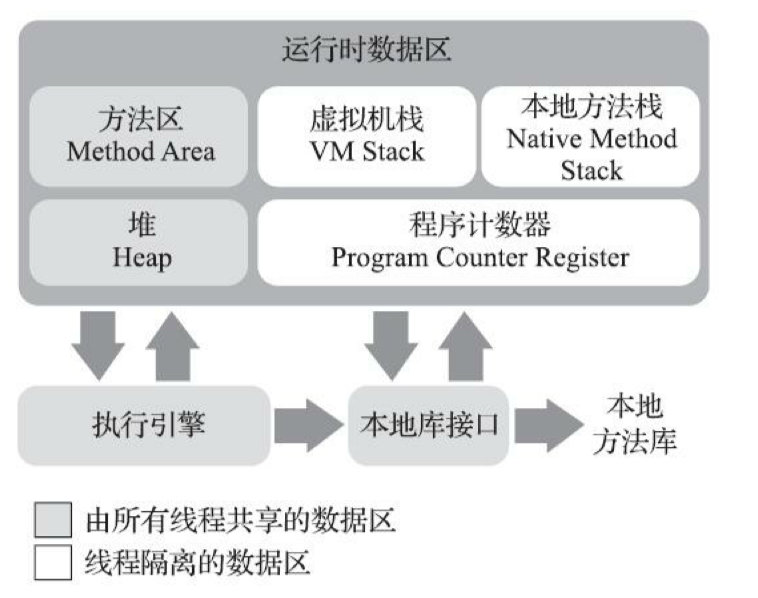 运行时数据区
方法区
Method Area
虚拟机栈
VM Stack
本地方法栈
Native Method
Stack
堆
Heap
程序计数器
Program Counter Register
执行引擎
本地库接口
本地
方法库
由所有线程共享的数据区
线程隔离的数据区